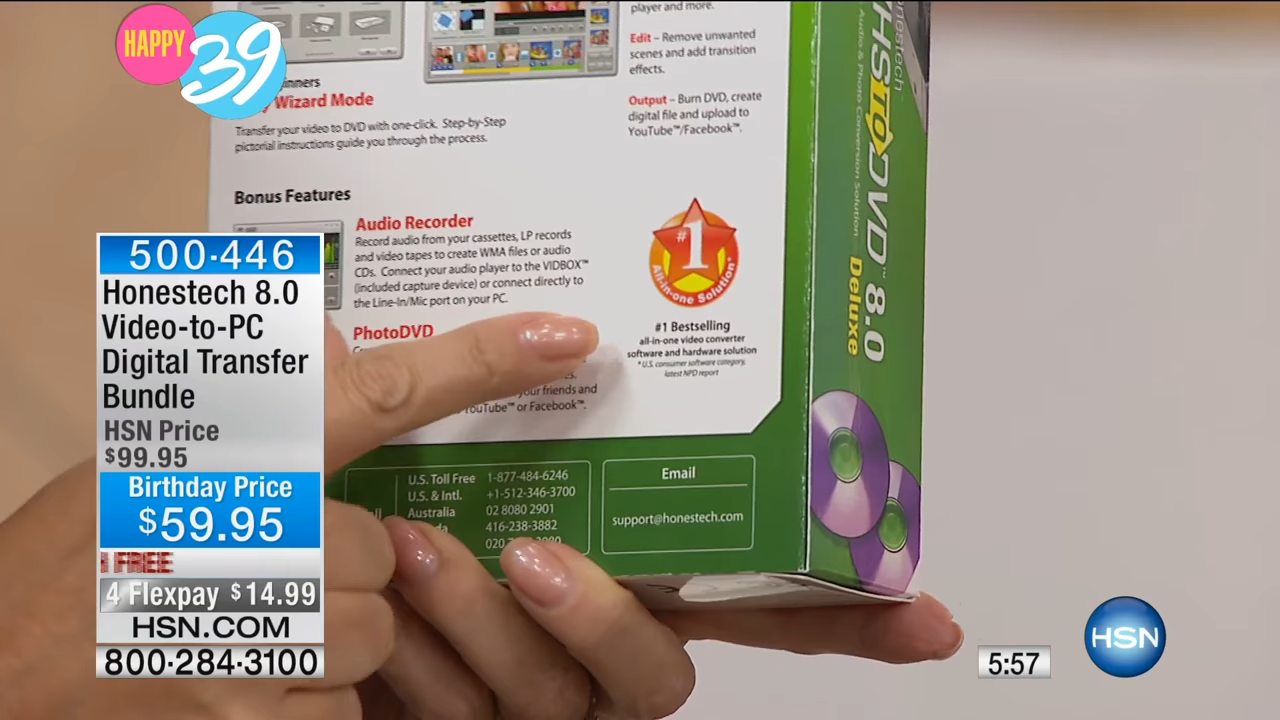 HAPPY
39
500-446
Honestech 8.0
Video-to-PC
Digital Transfer
Bundle
HSN Price
$99.95
Birthday Price
$59.95
FREE
4 Flexpay $14.99
HSN.COM
800-284-3100
Wizard Mode
Transfer your video to DVD with one-click. Step-by-Step
pictorial instructions guide you through the process.
Bonus Features
Audio Recorder
Record audio from your cassettes, LP records
and video tapes to create WMA files or audio
CDs. Connect your audio player to the VIDBOX™
(included capture device) or connect directly to
the Line-In/Mic port on your PC.
PhotoDVD
your friends and
YouTube™ or Facebook™.
player and more.
Edit – Remove unwanted
scenes and add transition
effects.
Output – Burn DVD, create
digital file and upload to
YouTube™/Facebook™.
#1
All-in-one Solution*
#1 Bestselling
all-in-one video converter
software and hardware solution
* U.S. consumer software category,
latest NPD report
U.S. Toll Free 1-877-484-6246
U.S. & Intl. +1-512-346-3700
Australia 02 8080 2901
416-238-3882
020
Email
support@honestech.com
VHS TO DVD™ 8.0
Audio & Photo Conversion Solution
Deluxe
5:57
HSN